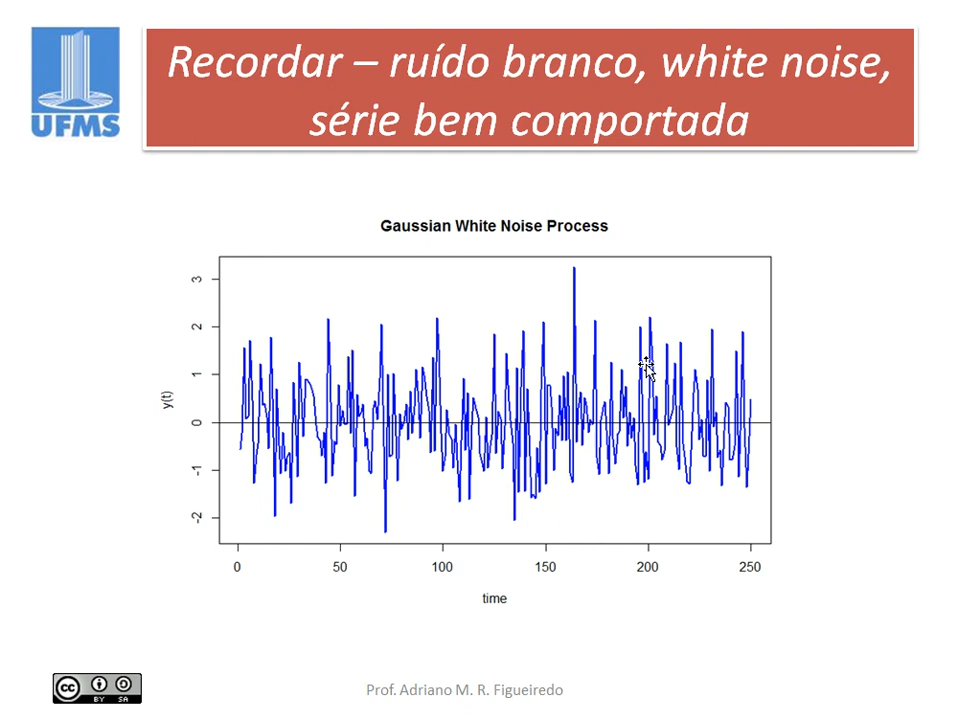 UFMS
Recordar – ruído branco, white noise,
série bem comportada
Gaussian White Noise Process
y(t)
3
2
1
0
-1
-2
0 50 100 150 200 250
time
cc BY SA
Prof. Adriano M. R. Figueiredo